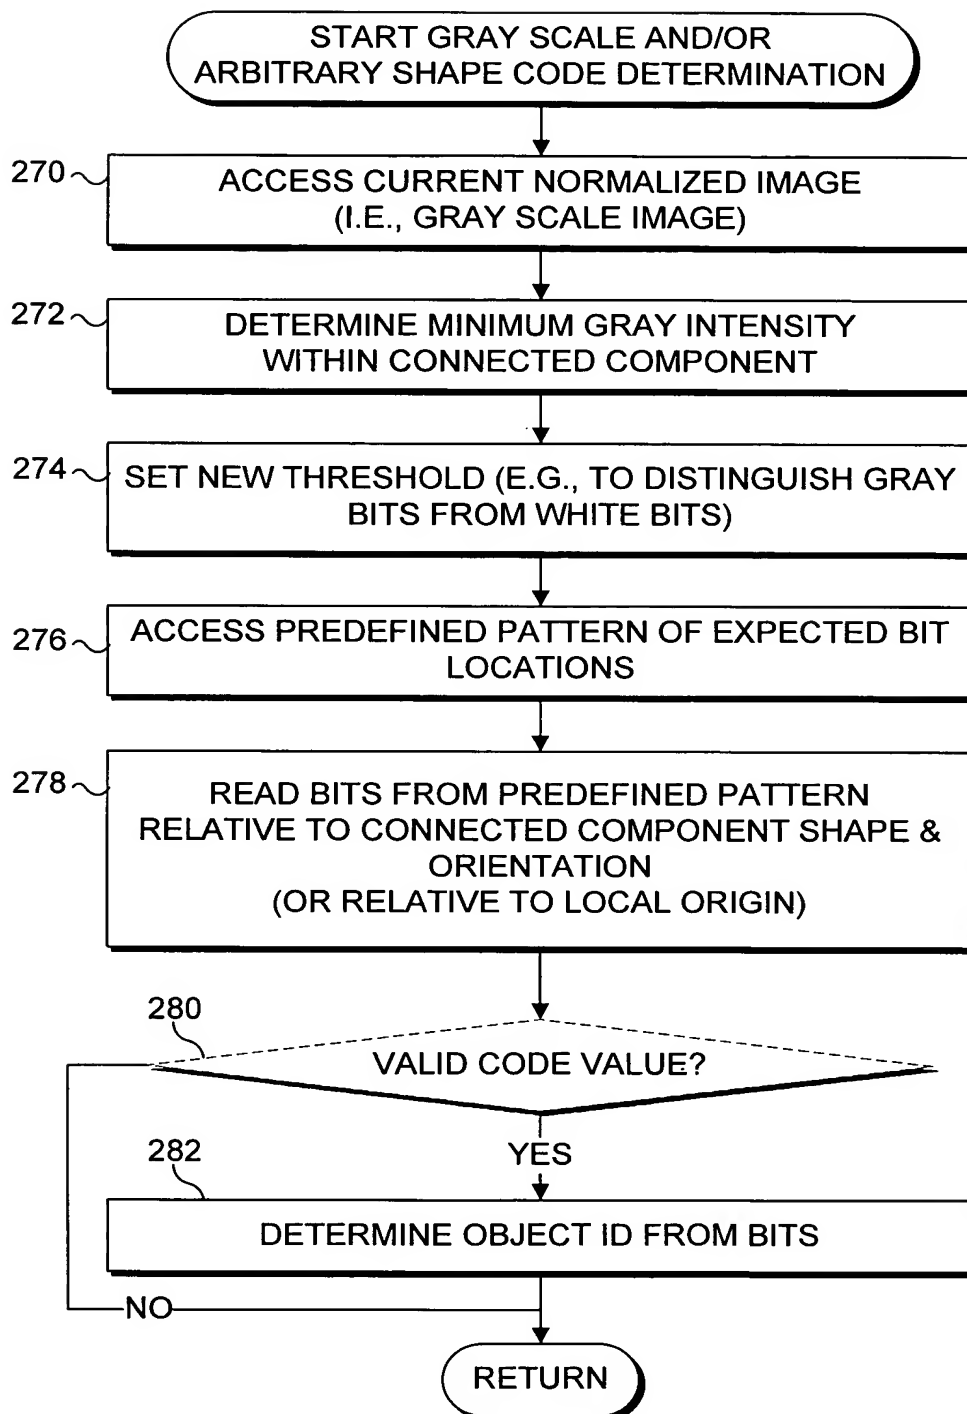 START GRAY SCALE AND/OR
ARBITRARY SHAPE CODE DETERMINATION
270
ACCESS CURRENT NORMALIZED IMAGE
(I.E., GRAY SCALE IMAGE)
272
DETERMINE MINIMUM GRAY INTENSITY
WITHIN CONNECTED COMPONENT
274
SET NEW THRESHOLD (E.G., TO DISTINGUISH GRAY
BITS FROM WHITE BITS)
276
ACCESS PREDEFINED PATTERN OF EXPECTED BIT
LOCATIONS
278
READ BITS FROM PREDEFINED PATTERN
RELATIVE TO CONNECTED COMPONENT SHAPE &
ORIENTATION
(OR RELATIVE TO LOCAL ORIGIN)
280
VALID CODE VALUE?
YES
282
DETERMINE OBJECT ID FROM BITS
NO
RETURN